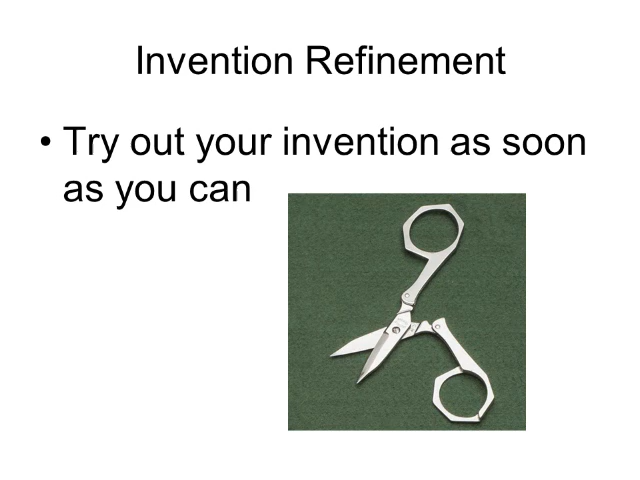 Invention Refinement
• Try out your invention as soon
as you can